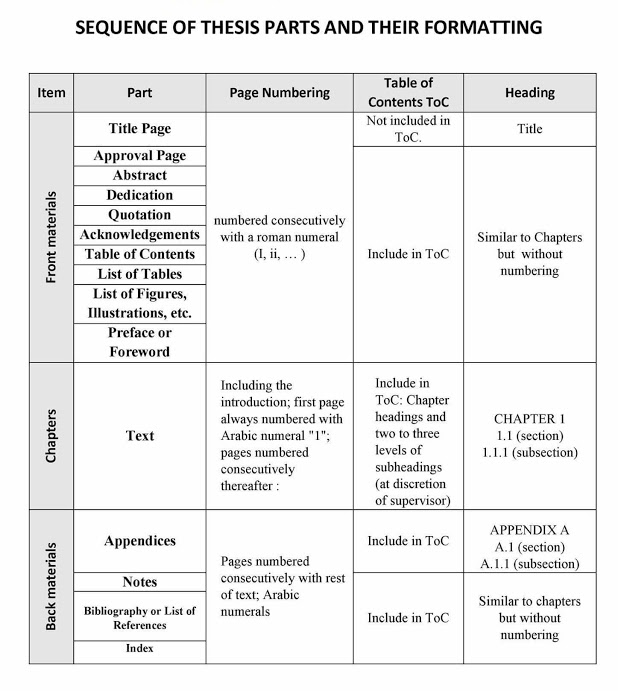 SEQUENCE OF THESIS PARTS AND THEIR FORMATTING
Item
Part
Page Numbering
Table of
Contents ToC
Heading
Front materials
Title Page
Not included in
ToC.
Title
Approval Page
Abstract
Dedication
Quotation
Acknowledgements
Table of Contents
List of Tables
List of Figures,
Illustrations, etc.
Preface or
Foreword
numbered consecutively
with a roman numeral
(I, ii, … )
Include in ToC
Similar to Chapters
but without
numbering
Chapters
Text
Including the
introduction; first page
always numbered with
Arabic numeral "1";
pages numbered
consecutively
thereafter :
Include in
ToC: Chapter
headings and
two to three
levels of
subheadings
(at discretion
of supervisor)
CHAPTER 1
1.1 (section)
1.1.1 (subsection)
Back materials
Appendices
Pages numbered
consecutively with rest
of text; Arabic
numerals
Include in ToC
APPENDIX A
A.1 (section)
A.1.1 (subsection)
Notes
Bibliography or List of
References
Index
Include in ToC
Similar to chapters
but without
numbering